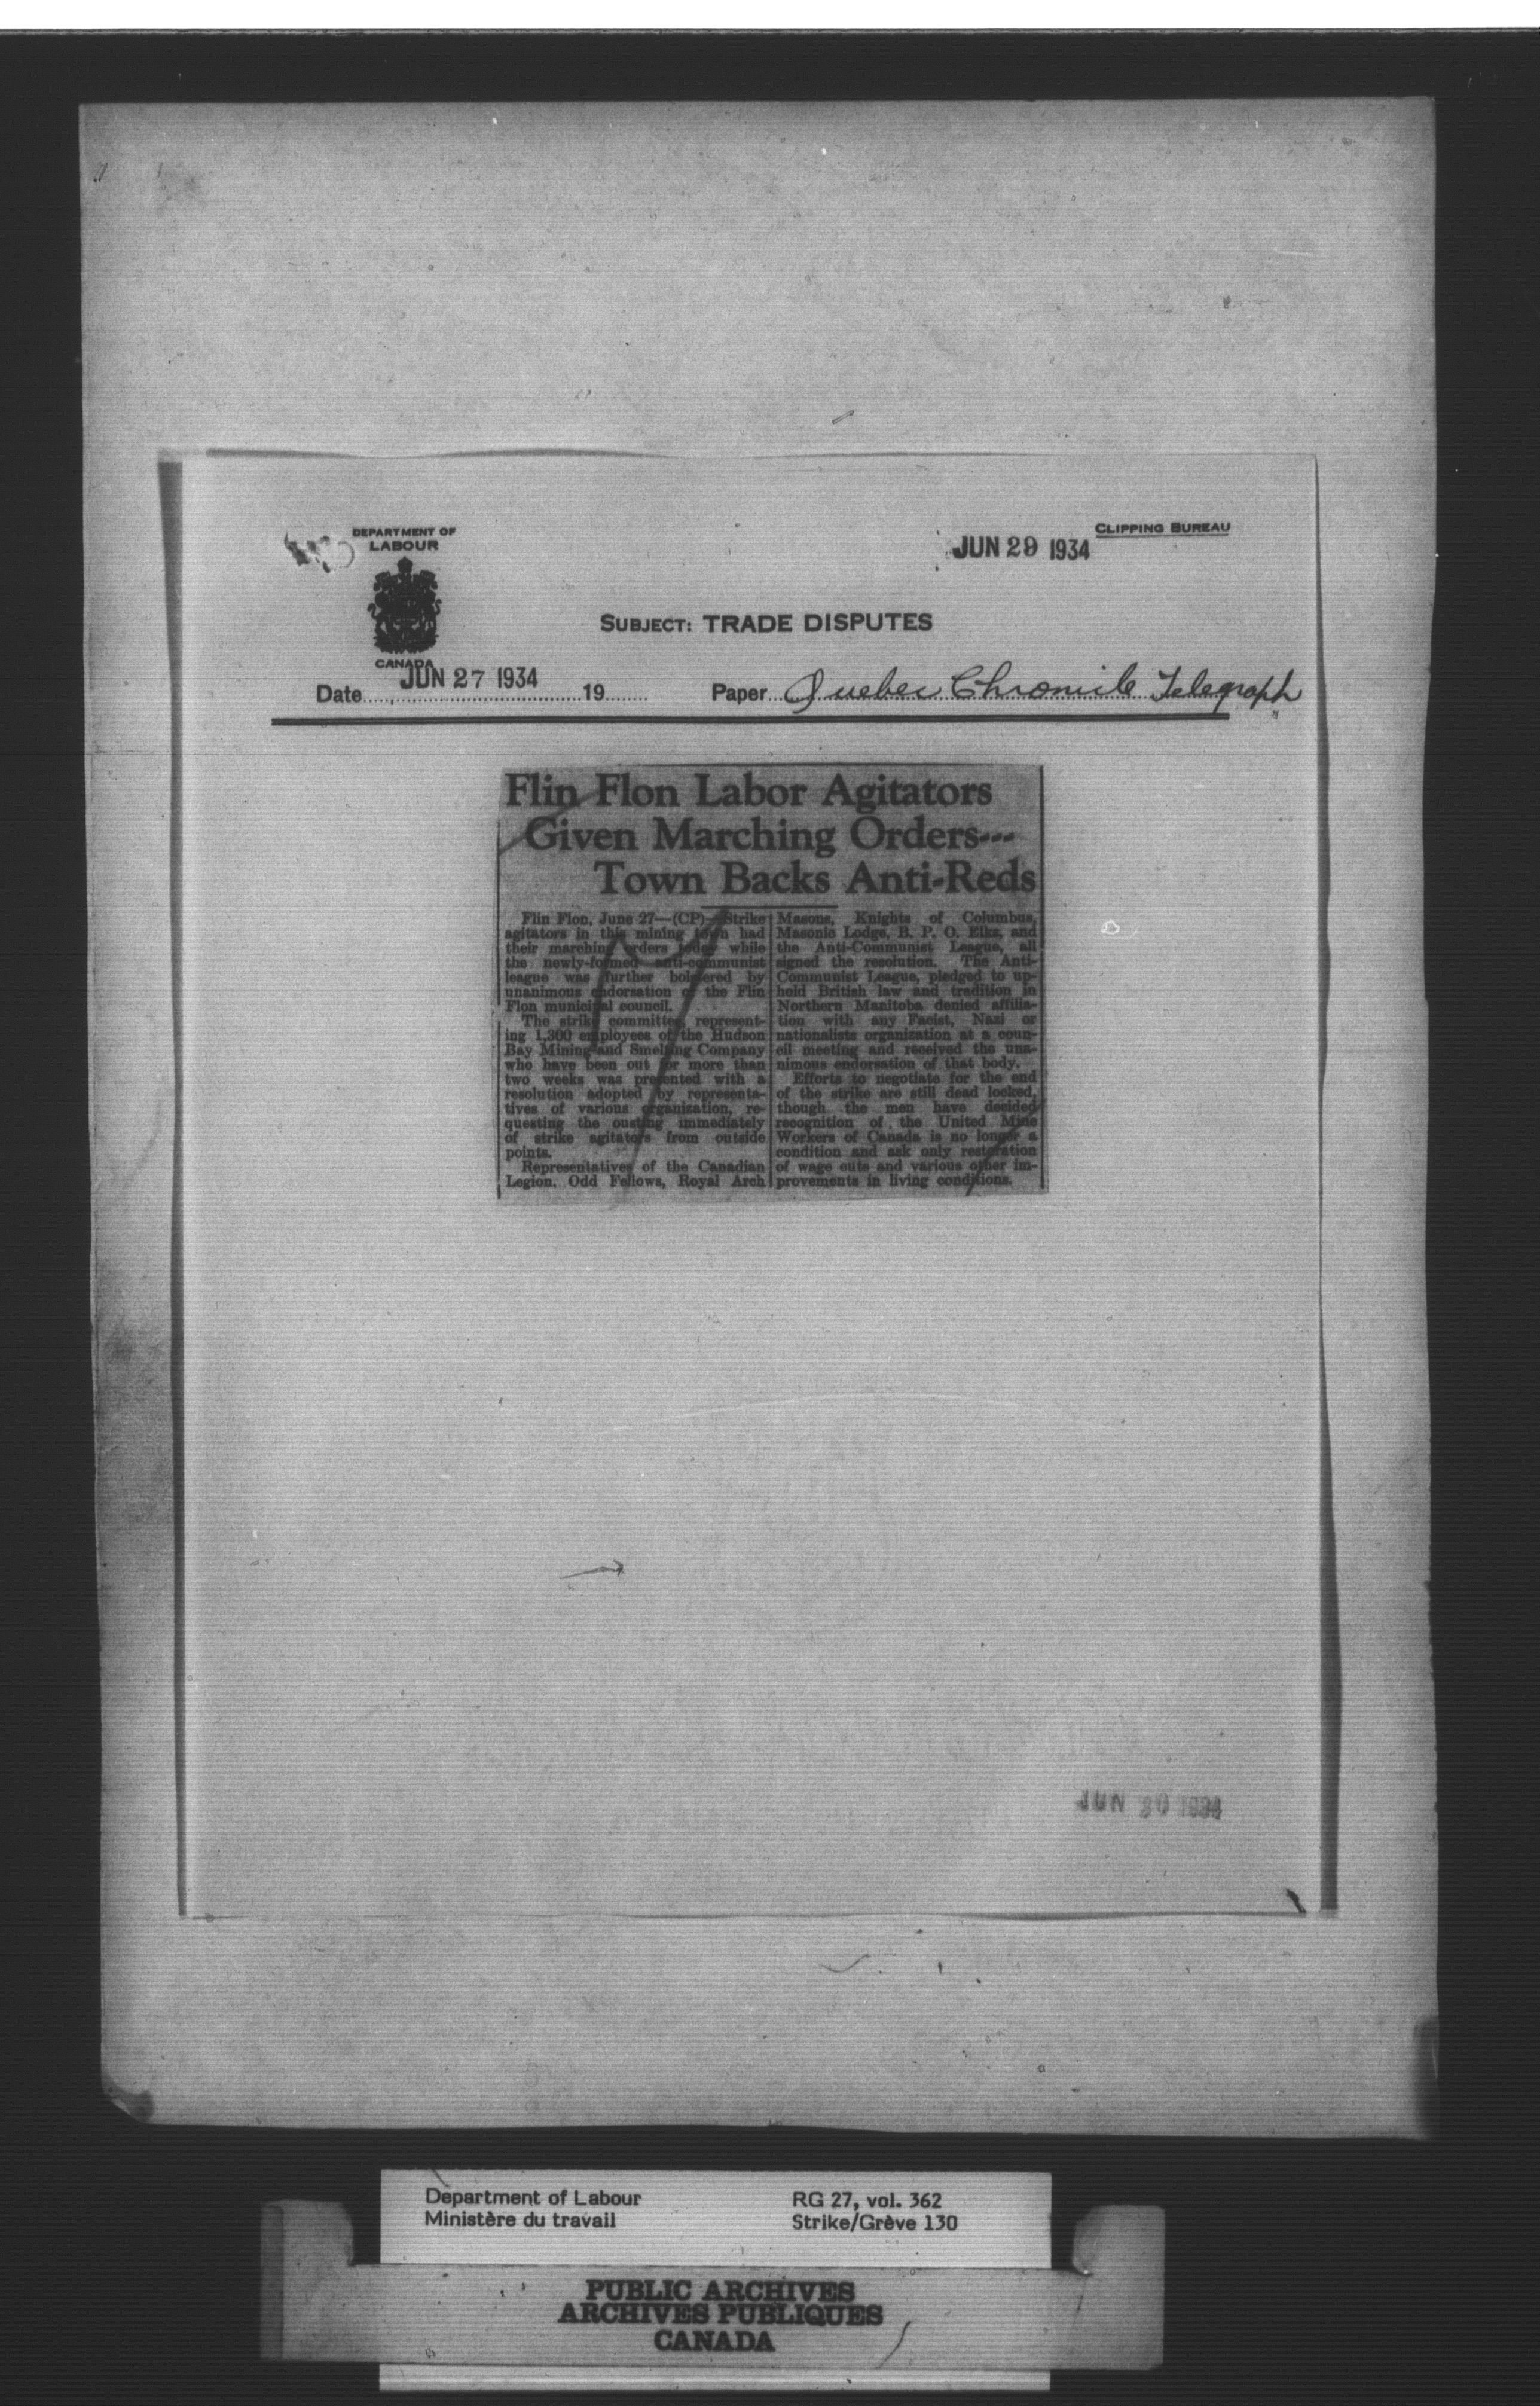 DEPARTMENT OF
LABOUR
CANADA
CLIPPING BUREAU
JUN 29 1934
SUBJECT: TRADE DISPUTES
Date JUN 27 1934 19
Paper Quebec Chronicle Telegraph
Flin Flon Labor Agitators
Given Marching Orders---
Town Backs Anti-Reds
Flin Flon, June 27—(CP)—Strike
agitators in this mining town had
their marching orders today while
the newly-formed anti-communist
league was further bolstered by
unanimous endorsation of the Flin
Flon municipal council.
The strike committee, represent-
ing 1,300 employees of the Hudson
Bay Mining and Smelting Company
who have been out for more than
two weeks was presented with a
resolution adopted by representa-
tives of various organization, re-
questing the ousting immediately
of strike agitators from outside
points.
Representatives of the Canadian
Legion, Odd Fellows, Royal Arch
Masons, Knights of Columbus,
Masonic Lodge, B. P. O. Elks, and
the Anti-Communist League, all
signed the resolution. The Anti-
Communist League, pledged to up-
hold British law and tradition in
Northern Manitoba denied affilia-
tion with any Facist, Nazi or
nationalists organization at a coun-
cil meeting and received the una-
nimous endorsation of that body.
Efforts to negotiate for the end
of the strike are still dead locked,
though the men have decided
recognition of the United Mine
Workers of Canada is no longer a
condition and ask only restoration
of wage cuts and various other im-
provements in living conditions.
JUN 30 1934
Department of Labour
Ministère du travail
RG 27, vol. 362
Strike/Grève 130
PUBLIC ARCHIVES
ARCHIVES PUBLIQUES
CANADA